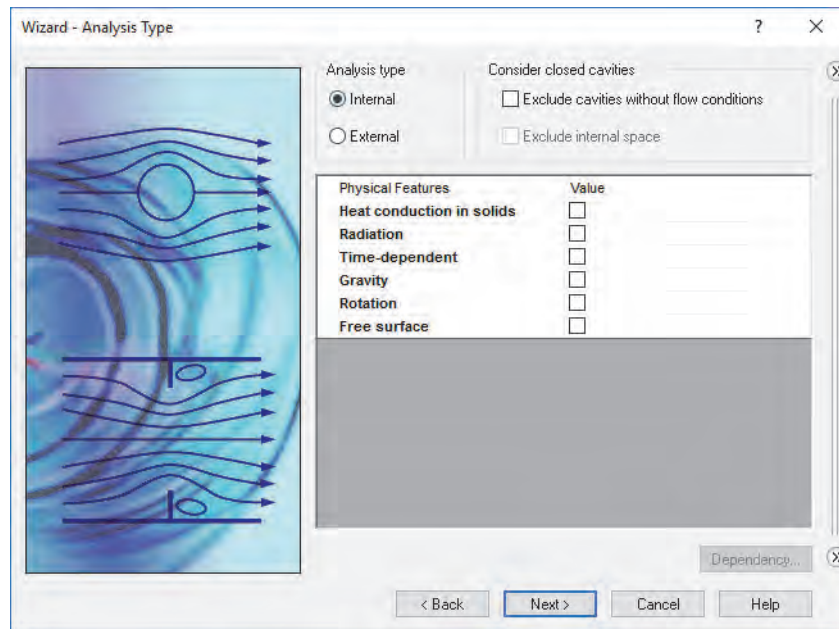 Wizard - Analysis Type
?
Analysis type
Internal
External
Consider closed cavities
Exclude cavities without flow conditions
Exclude internal space
Physical Features Value
Heat conduction in solids
Radiation
Time-dependent
Gravity
Rotation
Free surface
Dependency...
< Back Next > Cancel Help